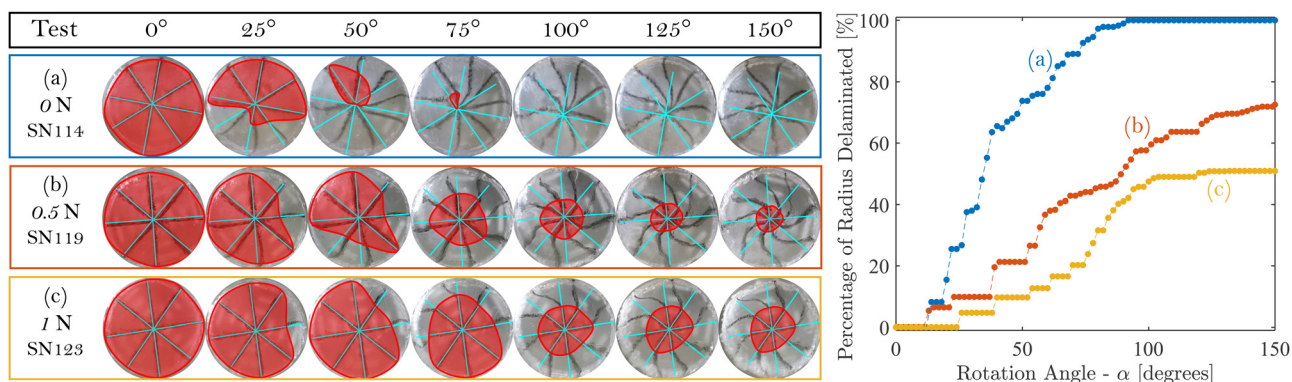 Test 0° 25° 50° 75° 100° 125° 150°
(a)
0 N
SN114
(b)
0.5 N
SN119
(c)
1 N
SN123
Percentage of Radius Delaminated [%]
100
80
60
40
20
0
(a)
(b)
(c)
0 50 100 150
Rotation Angle - α [degrees]